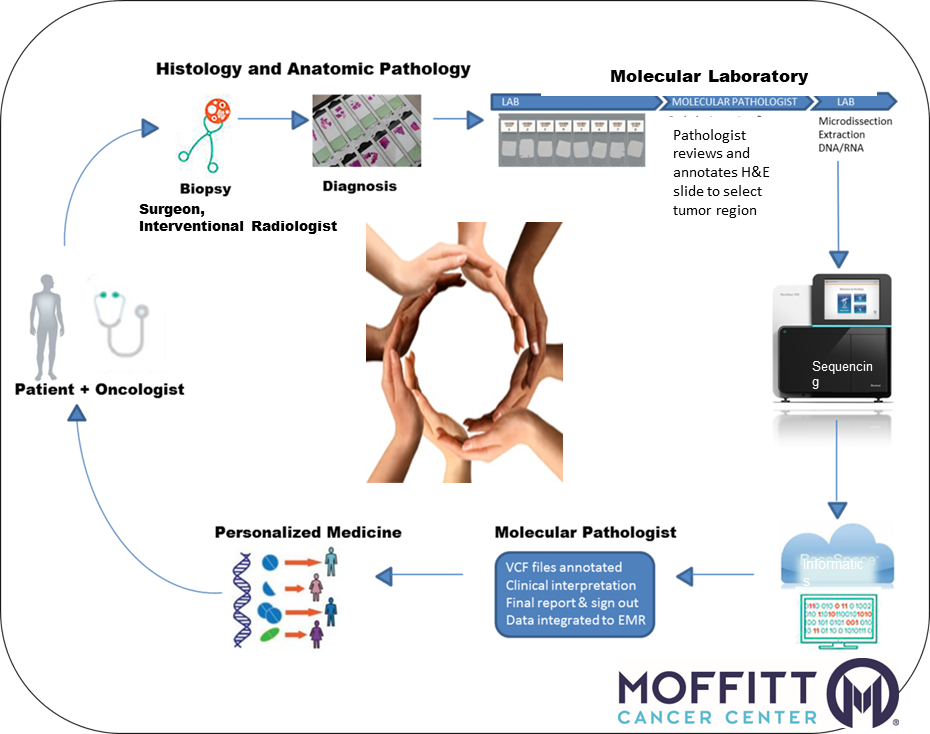 Histology and Anatomic Pathology
Molecular Laboratory
LAB
MOLECULAR PATHOLOGIST
LAB
Microdissection
Extraction
DNA/RNA
Pathologist
reviews and
annotates H&E
slide to select
tumor region
Biopsy
Diagnosis
Surgeon,
Interventional Radiologist
Patient + Oncologist
Sequencin
g
Personalized Medicine
Molecular Pathologist
VCF files annotated
Clinical interpretation
Final report & sign out
Data integrated to EMR
Informatic
s
MOFFITT
CANCER CENTER
®